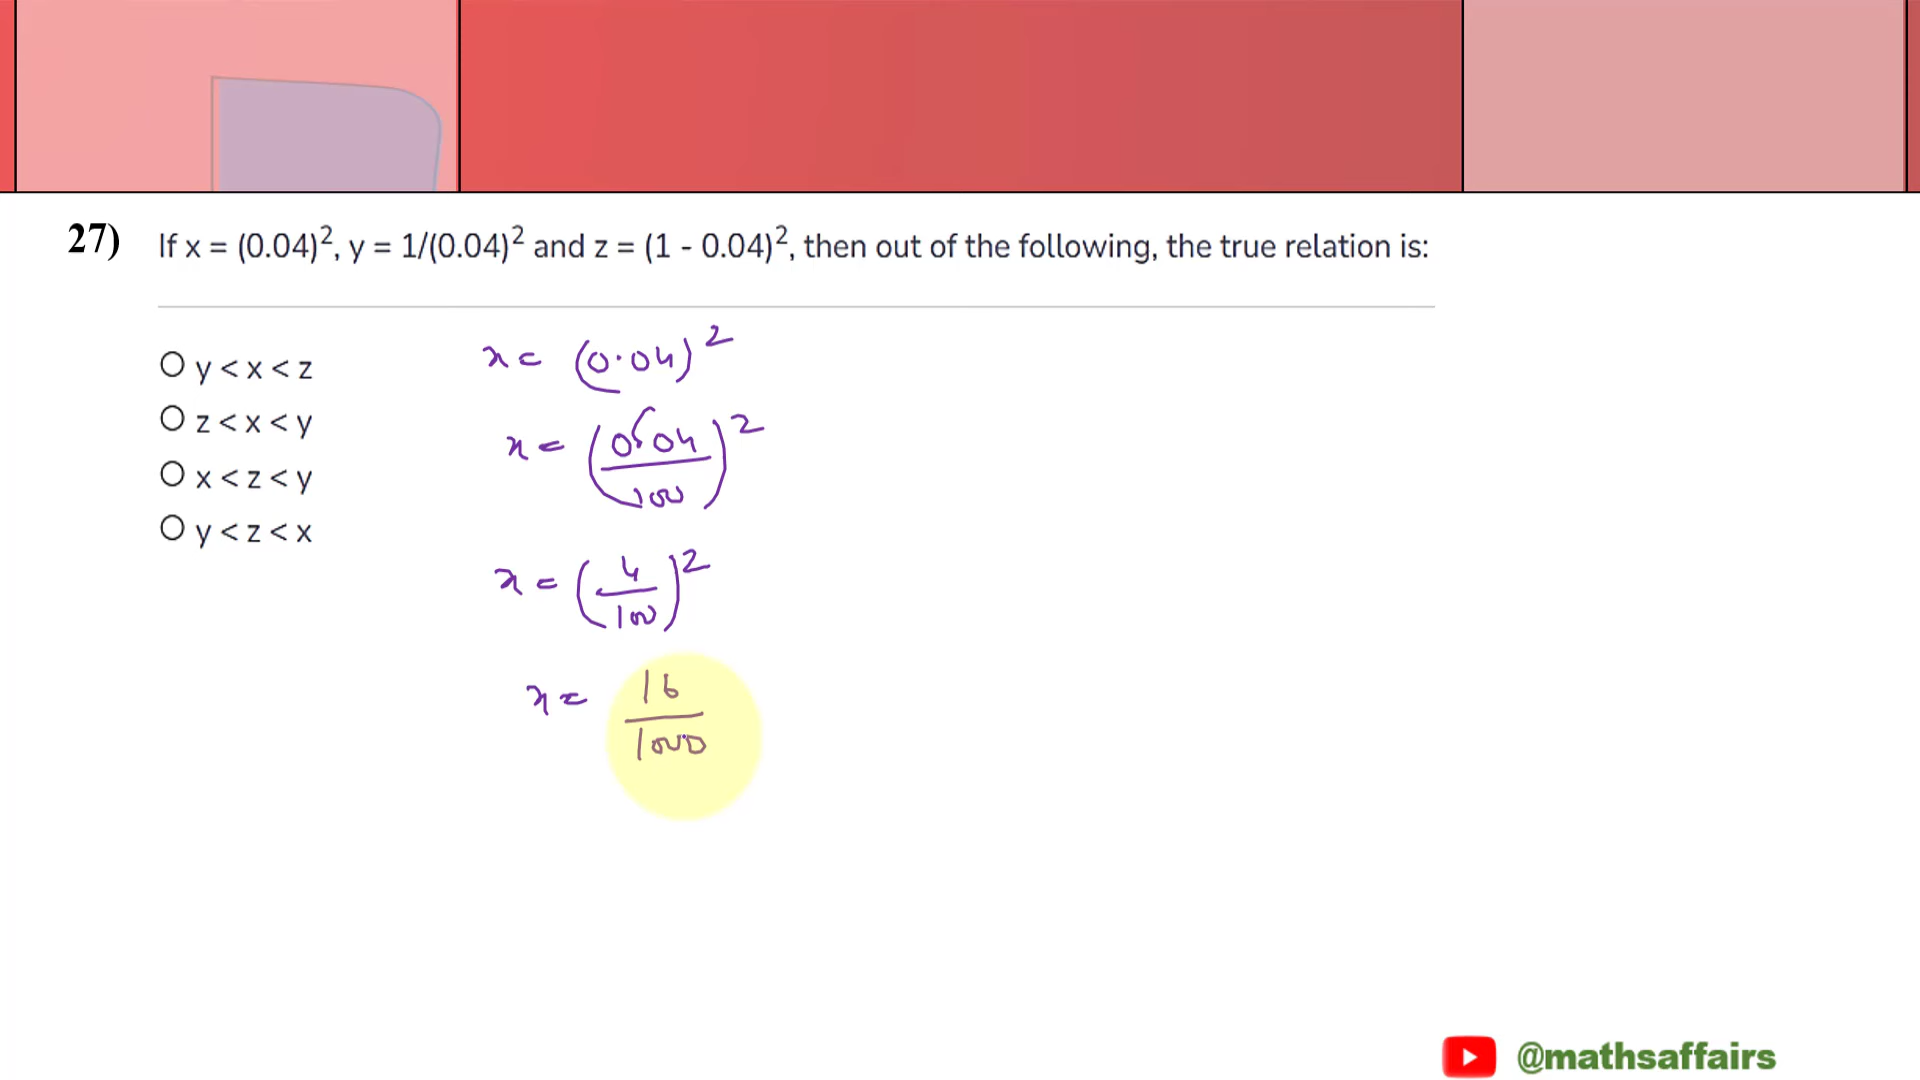 27) If x = (0.04)², y = 1/(0.04)² and z = (1 - 0.04)², then out of the following, the true relation is:
y < x < z
z < x < y
x < z < y
y < z < x
x = (0.04)²
x = (004/100)²
x = (4/100)²
x = 16/1000
@mathsaffairs